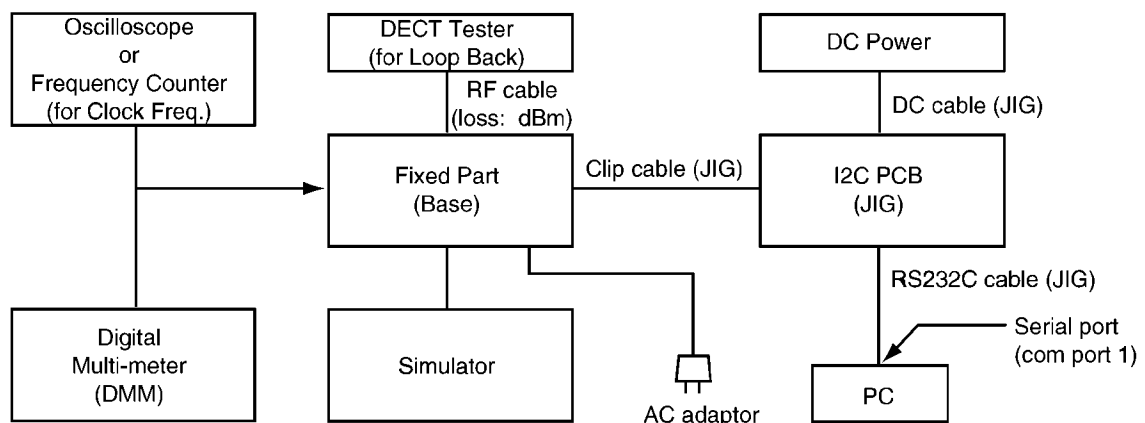 Oscilloscope
or
Frequency Counter
(for Clock Freq.)
DECT Tester
(for Loop Back)
DC Power
RF cable
(loss:  dBm)
DC cable (JIG)
Fixed Part
(Base)
Clip cable (JIG)
I2C PCB
(JIG)
RS232C cable (JIG)
Digital
Multi-meter
(DMM)
Simulator
AC adaptor
Serial port
(com port 1)
PC